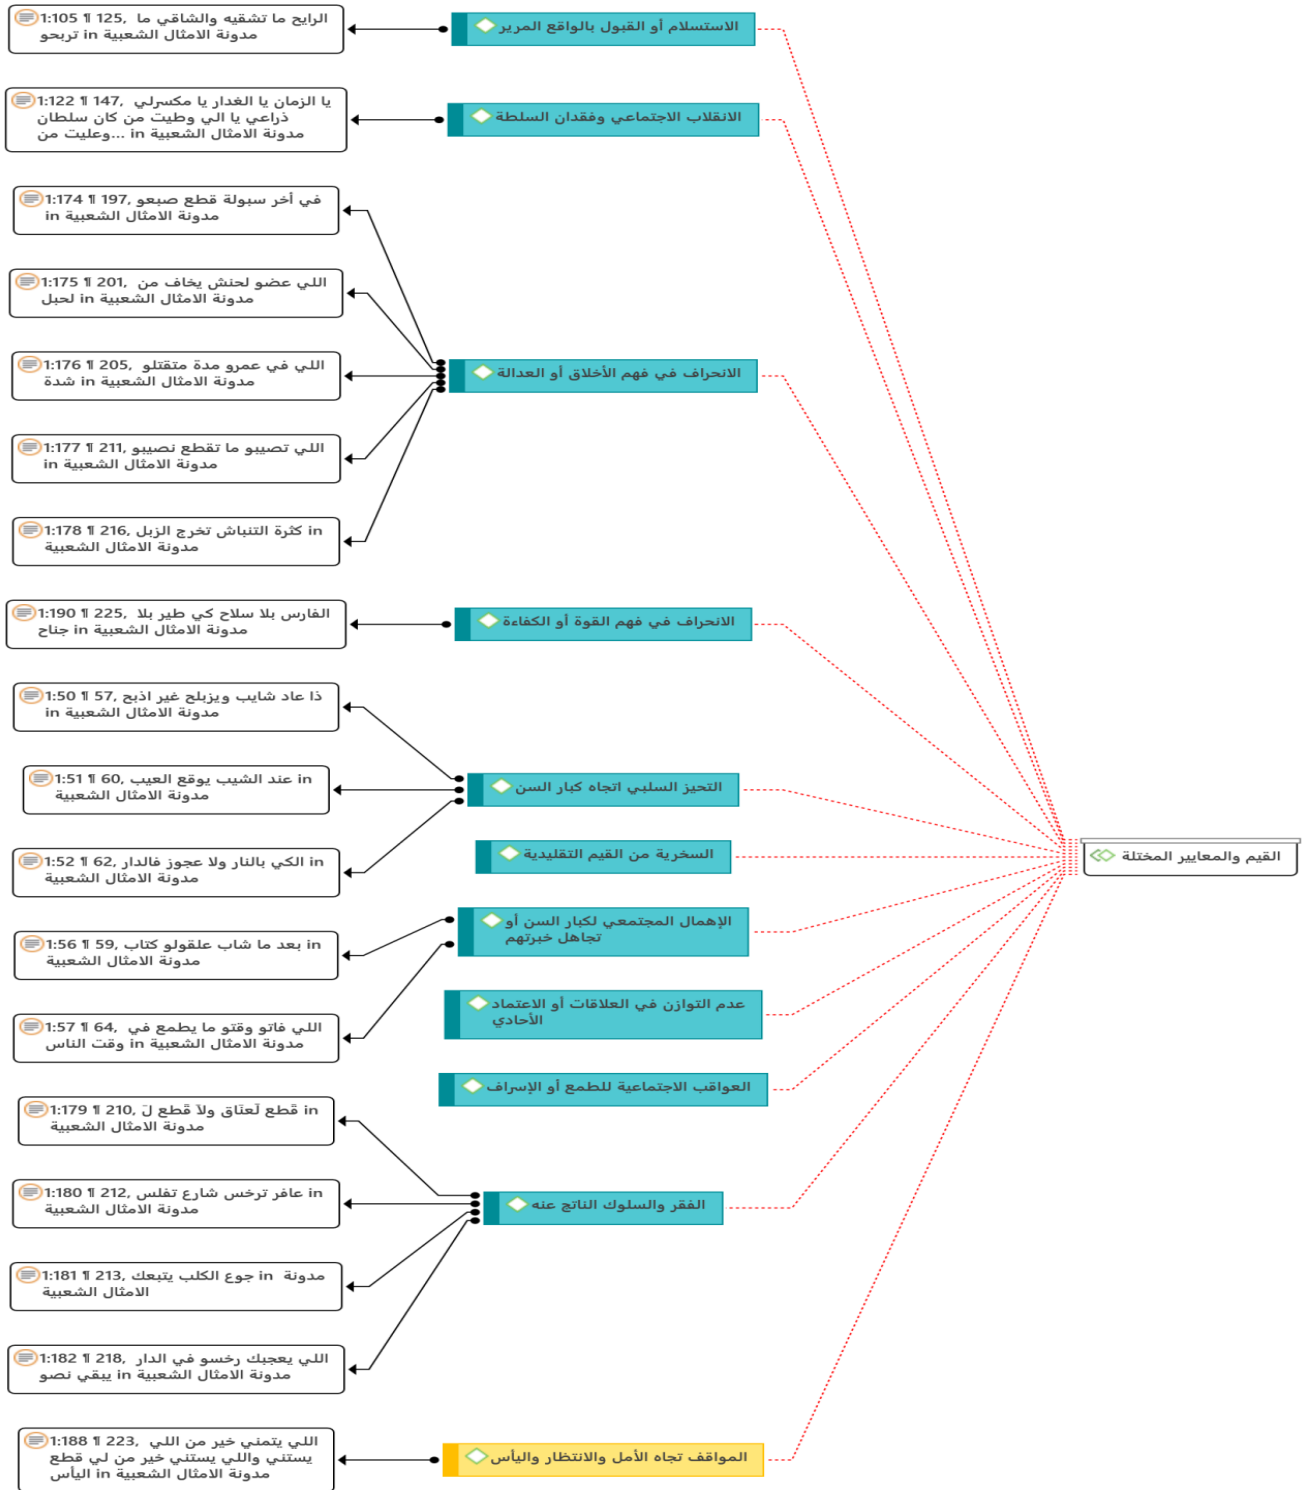 1:105 ¶ 125, الرايح ما تشقيه والشاقي ما
تربحو in مدونة الامثال الشعبية
الاستسلام أو القبول بالواقع المرير
1:122 ¶ 147, يا الزمان يا الغدار يا مكسرلي
ذراعي يا الي وطيت من كان سلطان
وعليت من... in مدونة الامثال الشعبية
الانقلاب الاجتماعي وفقدان السلطة
1:174 ¶ 197, في أخر سبولة قطع صبعو
in مدونة الامثال الشعبية
1:175 ¶ 201, اللي عضو لحنش يخاف من
لحبل in مدونة الامثال الشعبية
1:176 ¶ 205, اللي في عمرو مدة متقتلو
شدة in مدونة الامثال الشعبية
الانحراف في فهم الأخلاق أو العدالة
1:177 ¶ 211, اللي تصيبو ما تقطع نصيبو
in مدونة الامثال الشعبية
1:178 ¶ 216, كثرة التنباش تخرج الزبل in
مدونة الامثال الشعبية
1:190 ¶ 225, الفارس بلا سلاح كي طير بلا
جناح in مدونة الامثال الشعبية
الانحراف في فهم القوة أو الكفاءة
1:50 ¶ 57, ذا عاد شايب ويزبلح غير اذبح
in مدونة الامثال الشعبية
1:51 ¶ 60, عند الشيب يوقع العيب in
مدونة الامثال الشعبية
التحيز السلبي اتجاه كبار السن
1:52 ¶ 62, الكي بالنار ولا عجوز فالدار in
مدونة الامثال الشعبية
السخرية من القيم التقليدية
القيم والمعايير المختلة
1:56 ¶ 59, بعد ما شاب علقولو كتاب in
مدونة الامثال الشعبية
الإهمال المجتمعي لكبار السن أو
تجاهل خبرتهم
1:57 ¶ 64, اللي فاتو وقتو ما يطمع في
وقت الناس in مدونة الامثال الشعبية
عدم التوازن في العلاقات أو الاعتماد
الأحادي
العواقب الاجتماعية للطمع أو الإسراف
1:179 ¶ 210, قَطع لَعتاق ولاَ قَطع لَ in
مدونة الامثال الشعبية
1:180 ¶ 212, عافر ترخس شارع تفلس in
مدونة الامثال الشعبية
الفقر والسلوك الناتج عنه
1:181 ¶ 213, جوع الكلب يتبعك in مدونة
الامثال الشعبية
1:182 ¶ 218, اللي يعجبك رخسو في الدار
يبقي نصو in مدونة الامثال الشعبية
1:188 ¶ 223, اللي يتمني خير من اللي
يستني واللي يستني خير من لي قطع
اليأس in مدونة الامثال الشعبية
المواقف تجاه الأمل والانتظار واليأس